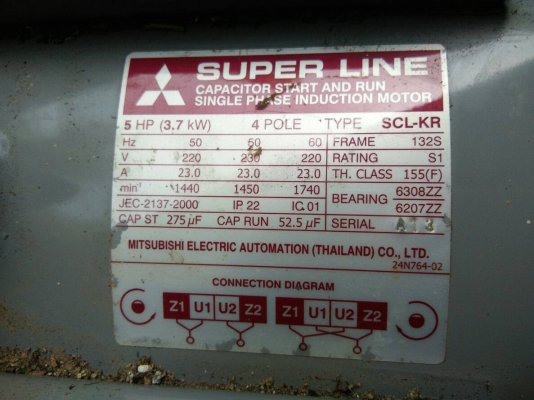 SUPER LINE
CAPACITOR START AND RUN
SINGLE PHASE INDUCTION MOTOR
5 HP (3.7 kW) 4 POLE TYPE SCL-KR
Hz 50 50 60 FRAME 132S
V 220 230 220 RATING S1
A 23.0 23.0 23.0 TH. CLASS 155(F)
min⁻¹ 1440 1450 1740 BEARING 6308ZZ
JEC-2137-2000 IP 22 IC 01 6207ZZ
CAP ST 275 µF CAP RUN 52.5 µF SERIAL
MITSUBISHI ELECTRIC AUTOMATION (THAILAND) CO., LTD.
24N764-02
CONNECTION DIAGRAM
Z1 U1 U2 Z2 Z1 U1 U2 Z2